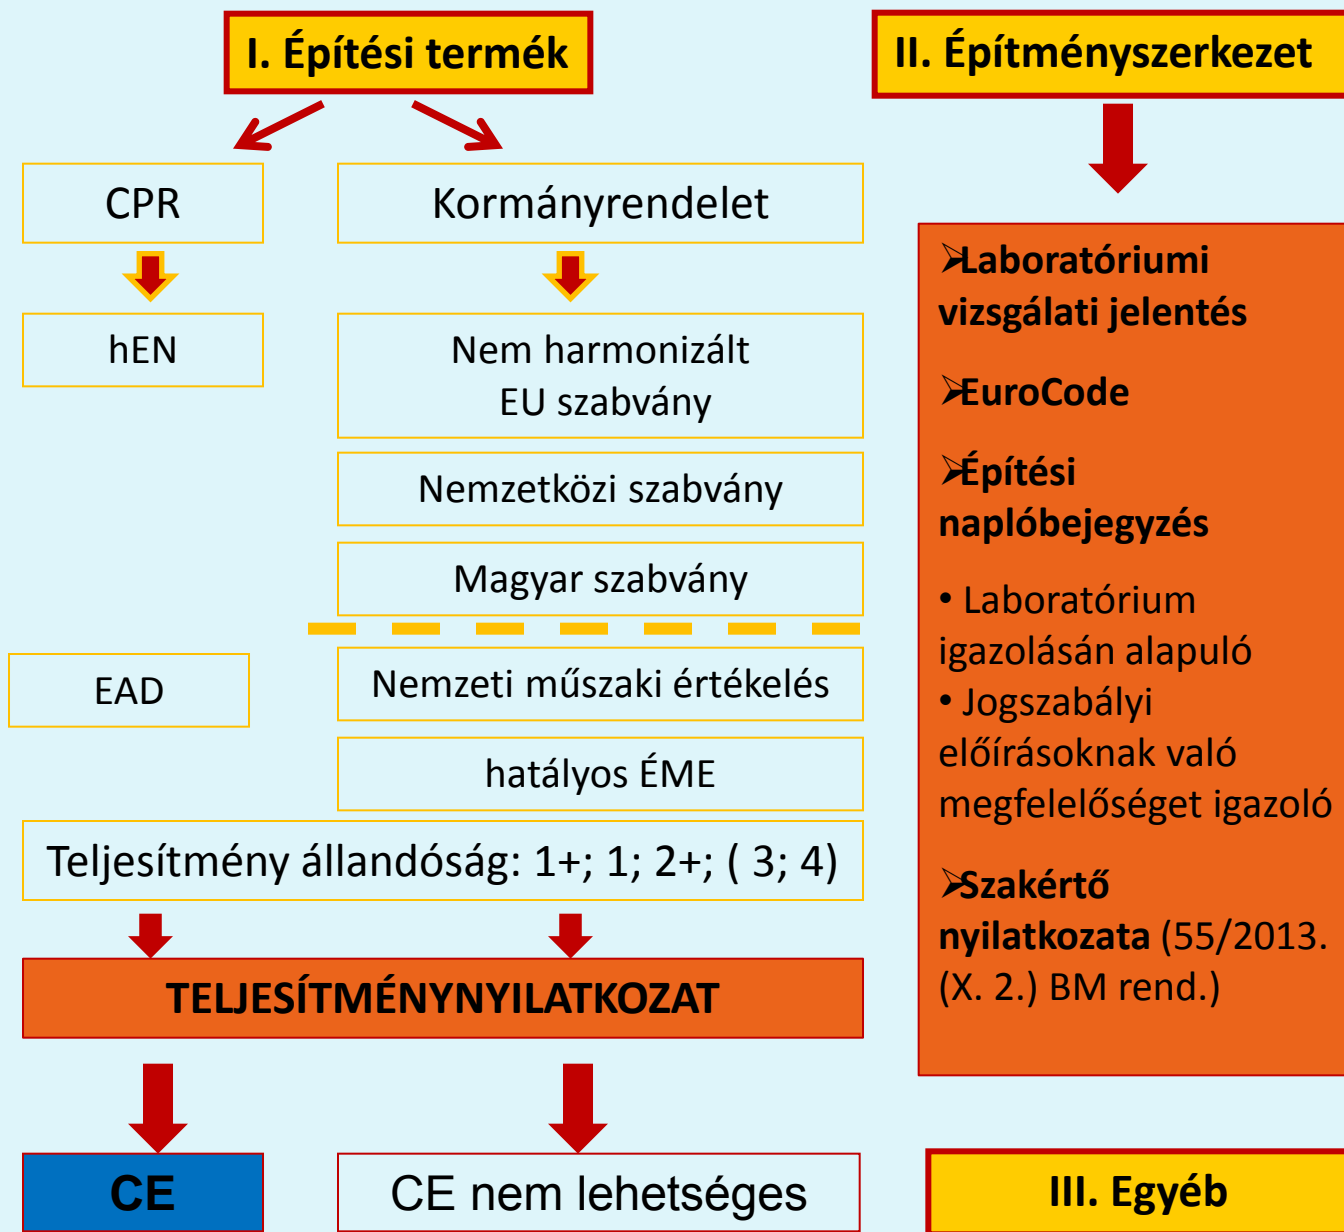 I. Építési termék
CPR
Kormányrendelet
hEN
Nem harmonizált
EU szabvány
Nemzetközi szabvány
Magyar szabvány
EAD
Nemzeti műszaki értékelés
hatályos ÉME
Teljesítmény állandóság: 1+; 1; 2+; ( 3; 4)
TELJESÍTMÉNYNYILATKOZAT
CE
CE nem lehetséges
II. Építményszerkezet
➢Laboratóriumi
vizsgálati jelentés
➢EuroCode
➢Építési
naplóbejegyzés
• Laboratórium
igazolásán alapuló
• Jogszabályi
előírásoknak való
megfelelőséget igazoló
➢Szakértő
nyilatkozata (55/2013.
(X. 2.) BM rend.)
III. Egyéb